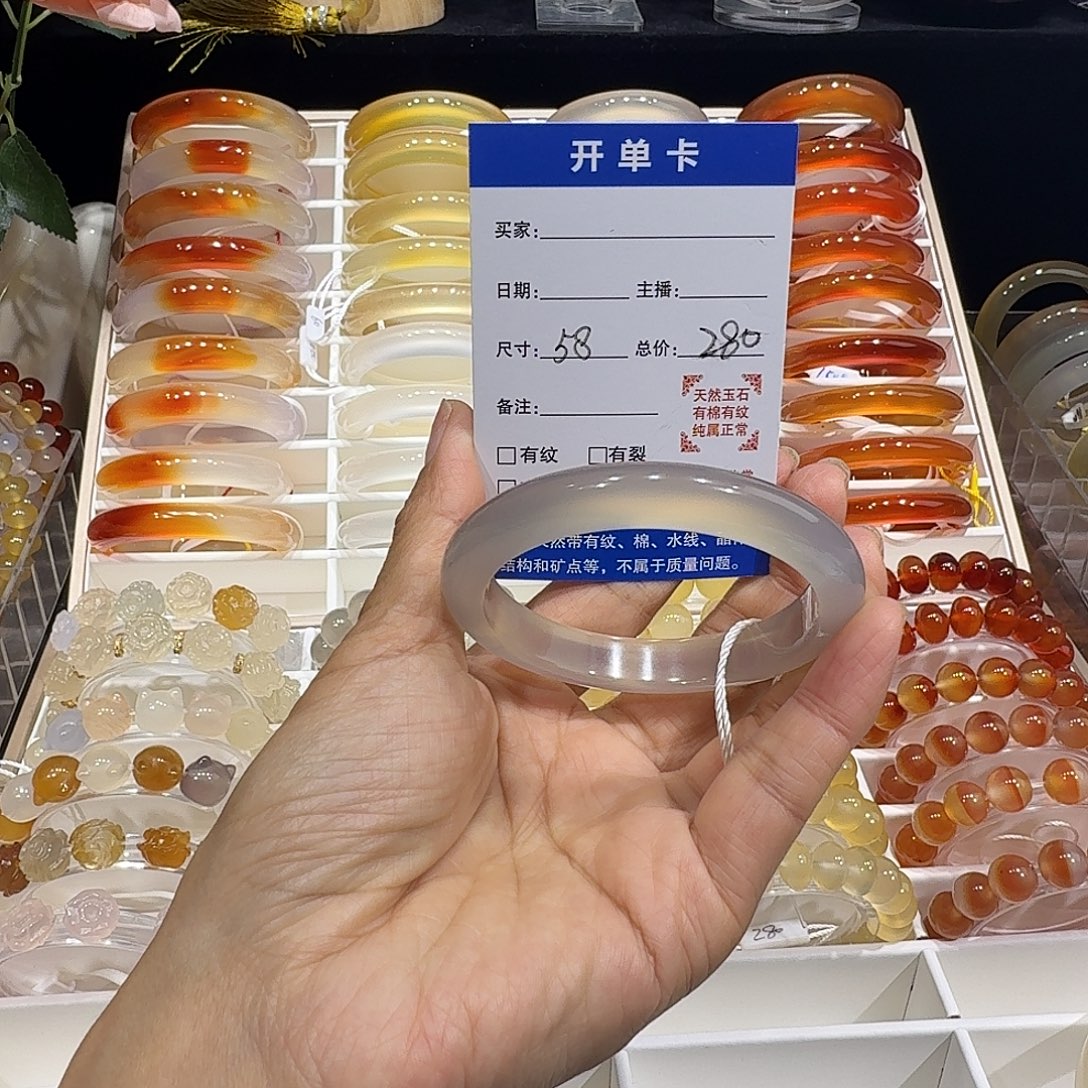 开单卡
买家:
日期: 主播:
尺寸: 58 总价: 280
天然玉石
有棉有纹
纯属正常
备注:
□有纹 □有裂
然带有纹、棉、水线、晶
结构和矿点等，不属于质量问题。
280